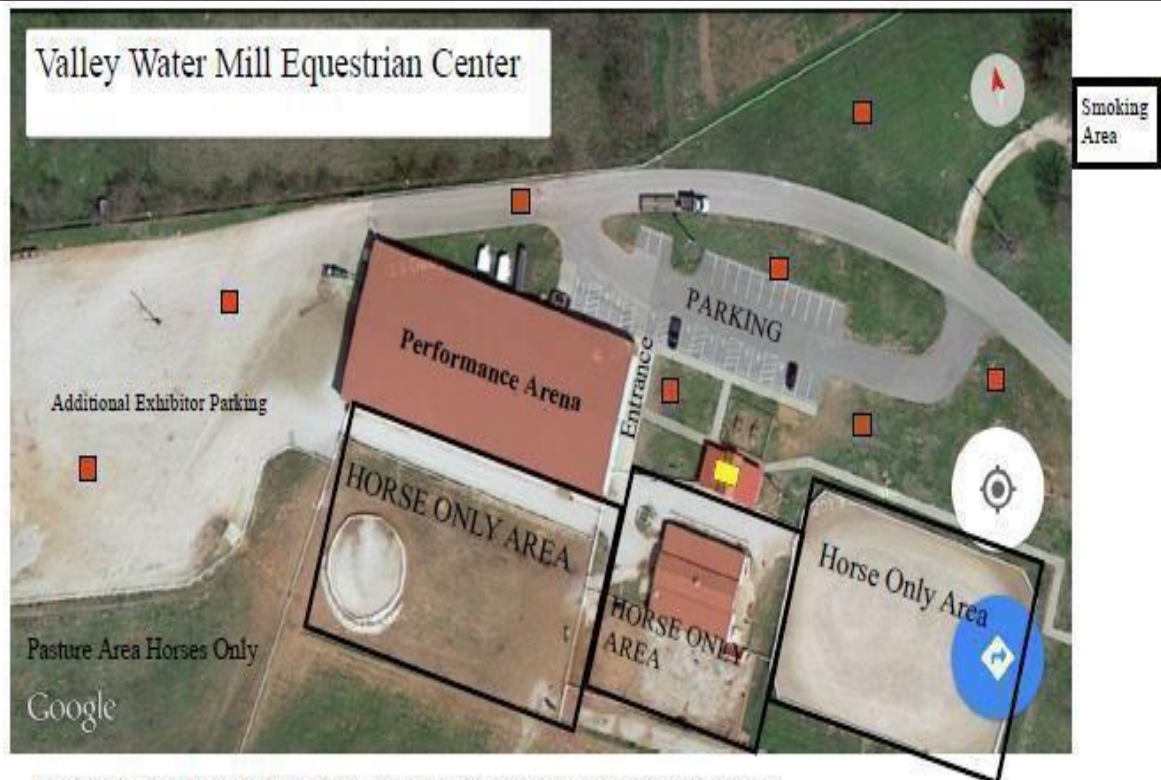 Valley Water Mill Equestrian Center
Smoking
Area
PARKING
Entrance
Performance Arena
Additional Exhibitor Parking
HORSE ONLY AREA
HORSE ONLY
AREA
Horse Only Area
Pasture Area Horses Only
Google